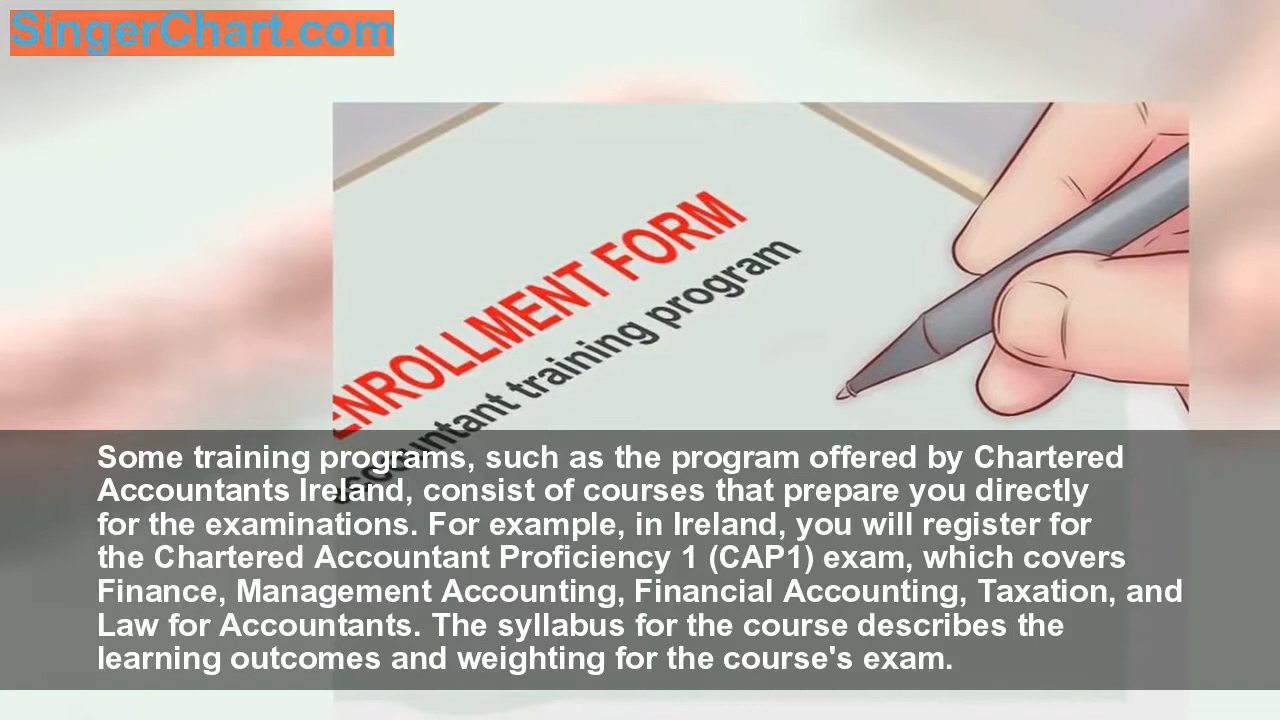 SingerChart.com
ENROLLMENT FORM
accountant training program
Some training programs, such as the program offered by Chartered
Accountants Ireland, consist of courses that prepare you directly
for the examinations. For example, in Ireland, you will register for
the Chartered Accountant Proficiency 1 (CAP1) exam, which covers
Finance, Management Accounting, Financial Accounting, Taxation, and
Law for Accountants. The syllabus for the course describes the
learning outcomes and weighting for the course's exam.